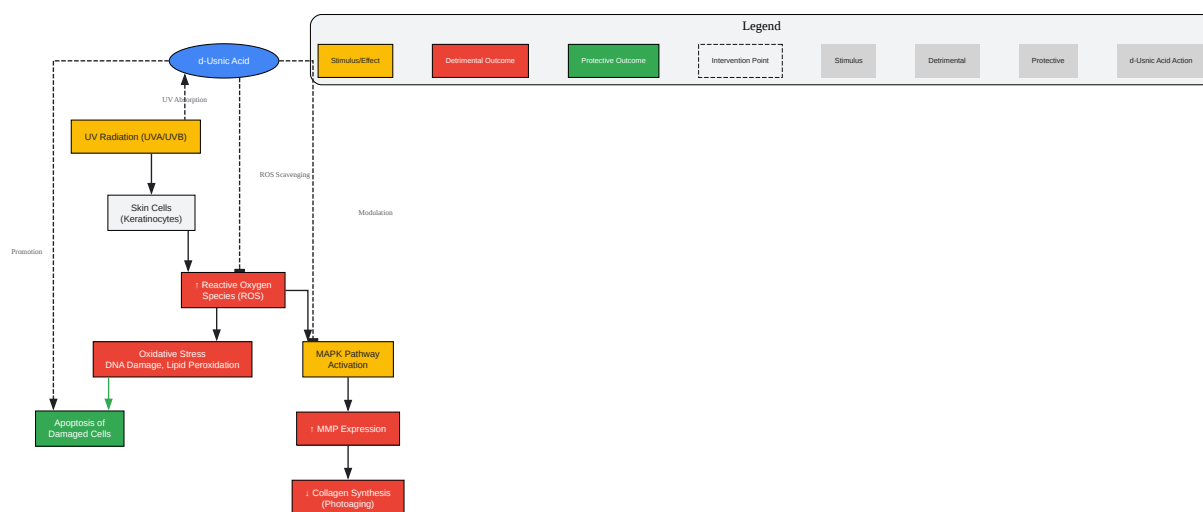 Legend
d-Usnic Acid
Stimulus/Effect
Detrimental Outcome
Protective Outcome
Intervention Point
Stimulus
Detrimental
Protective
d-Usnic Acid Action
UV Absorption
UV Radiation (UVA/UVB)
ROS Scavenging
Skin Cells
(Keratinocytes)
Modulation
Promotion
↑ Reactive Oxygen
Species (ROS)
Oxidative Stress
DNA Damage, Lipid Peroxidation
MAPK Pathway
Activation
Apoptosis of
Damaged Cells
↑ MMP Expression
↓ Collagen Synthesis
(Photoaging)